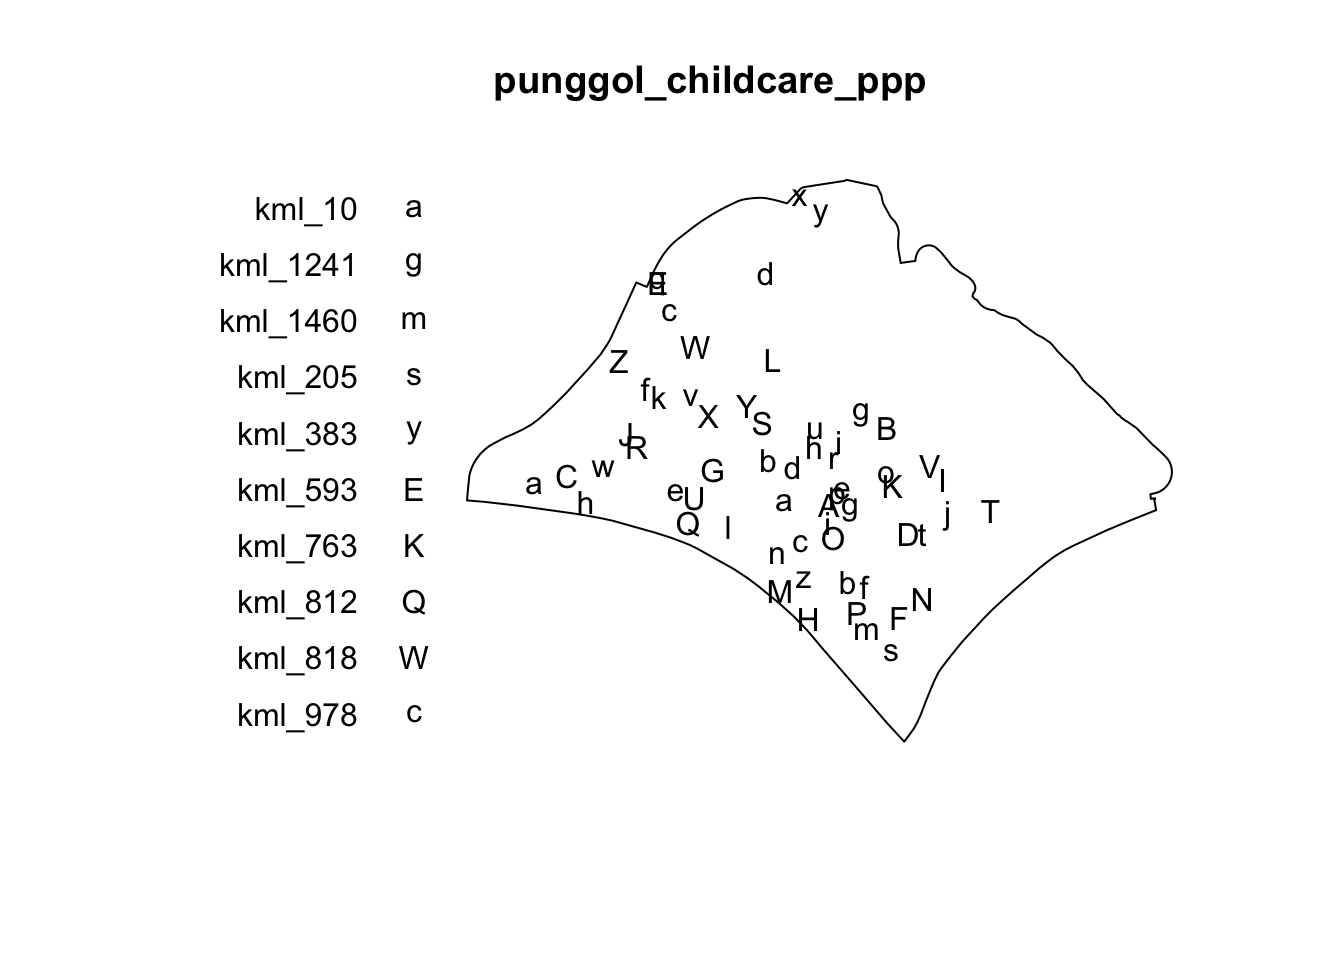 punggol_childcare_ppp
kml_10 a
kml_1241 g
kml_1460 m
kml_205 s
kml_383 y
kml_593 E
kml_763 K
kml_812 Q
kml_818 W
kml_978 c
x
y
d
E
c
W
Z L
f k v
X Y S g
u B
J R h j
b d r
G w V
a C o I
h e U a e K
A g j T
Q l i
O D t
n c
M z b f
N
H P F
m
s